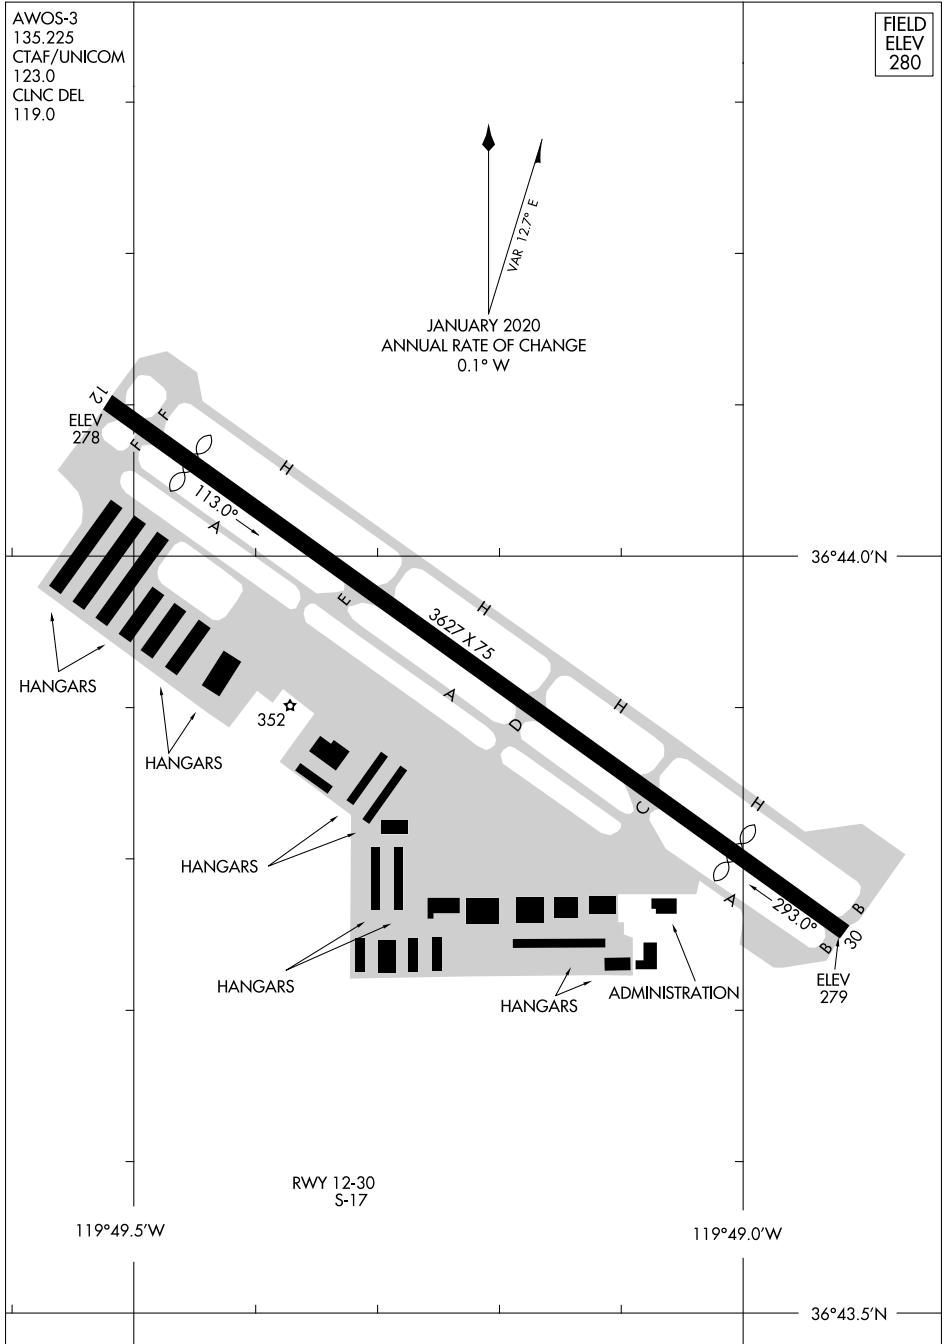 AWOS-3
135.225
CTAF/UNICOM
123.0
CLNC DEL
119.0
FIELD
ELEV
280
VAR 12.7° E
JANUARY 2020
ANNUAL RATE OF CHANGE
0.1° W
12
ELEV
278
F
F
H
113.0°
A
36°44.0'N
E
H
3627 X 75
HANGARS
A
H
352
D
HANGARS
C
H
HANGARS
A
293.0°
B
B
30
HANGARS
HANGARS
ADMINISTRATION
ELEV
279
RWY 12-30
S-17
119°49.5'W
119°49.0'W
36°43.5'N